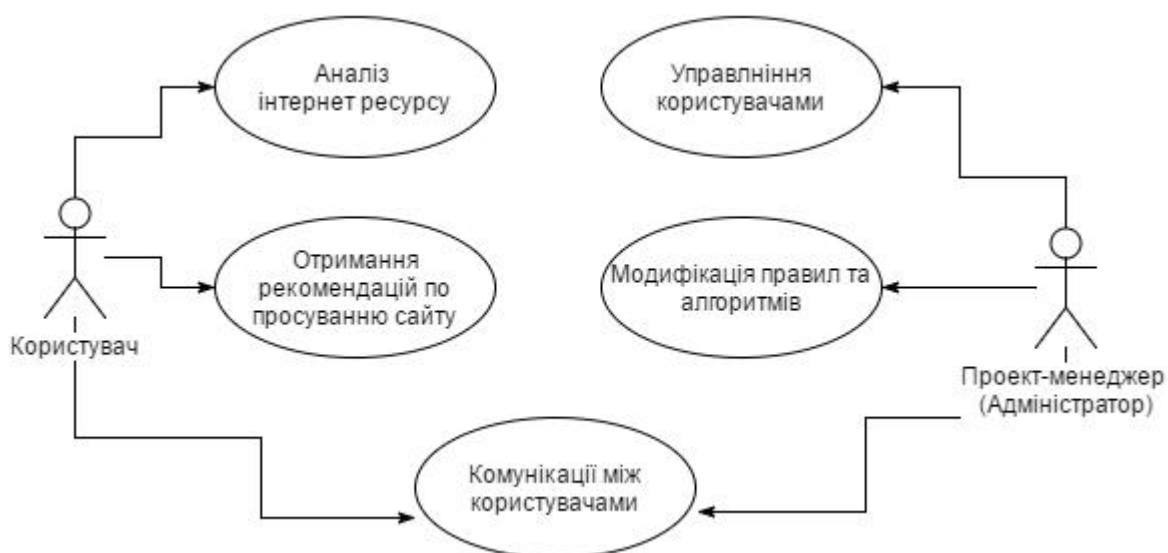 Аналіз
інтернет ресурсу
Управлніння
користувачами
Отримання
рекомендацій по
просуванню сайту
Модифікація правил та
алгоритмів
Користувач
Проект-менеджер
(Адміністратор)
Комунікації між
користувачами